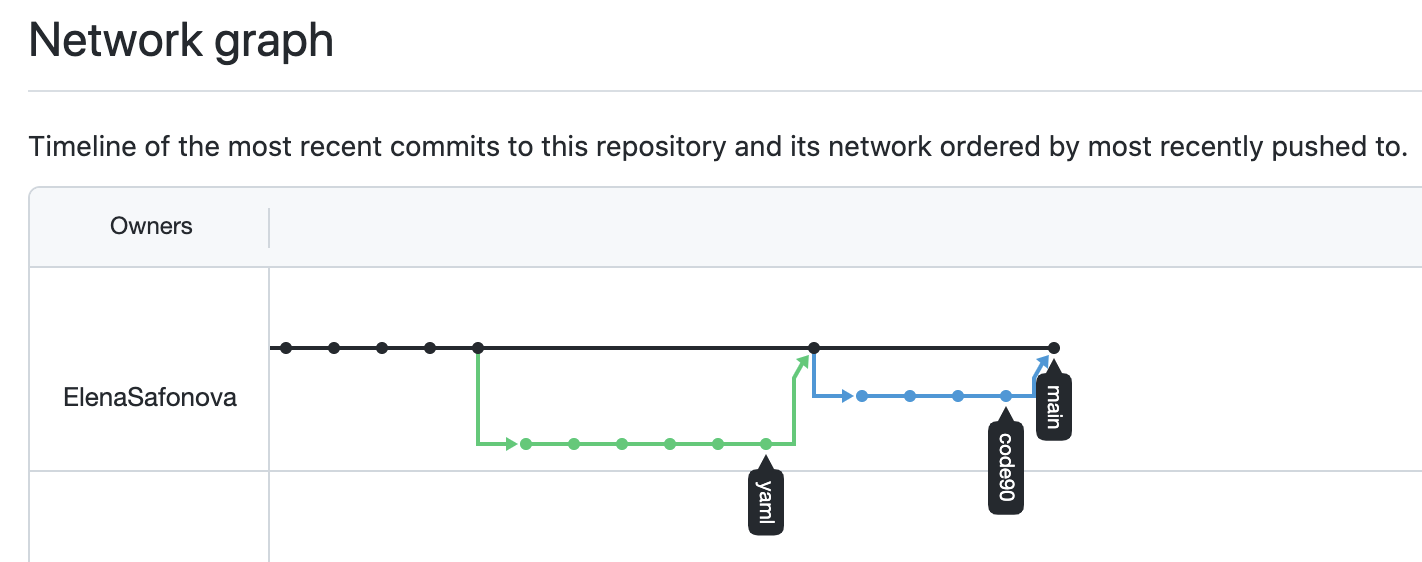 Network graph
Timeline of the most recent commits to this repository and its network ordered by most recently pushed to.
Owners
ElenaSafonova
yaml
code90
main